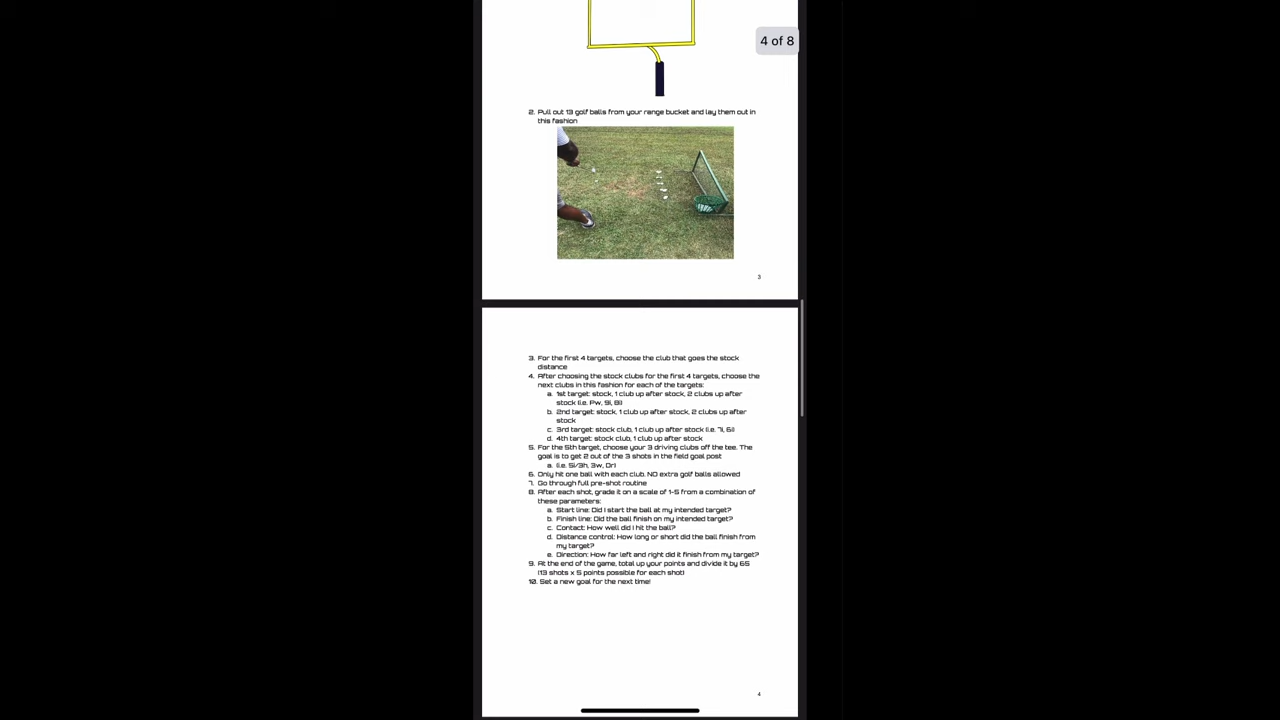 4 of 8
2. Pull out 13 golf balls from your range bucket and lay them out in
this fashion
3
3. For the first 4 targets, choose the club that goes the stock
distance
4. After choosing the stock clubs for the first 4 targets, choose the
next clubs in this fashion for each of the targets:
a. 1st target: stock, 1 club up after stock, 2 clubs up after
stock (i.e. Pw, 9i, 8i)
b. 2nd target: stock, 1 club up after stock, 2 clubs up after
stock
c. 3rd target: stock club, 1 club up after stock (i.e. 7i, 6i)
d. 4th target: stock club, 1 club up after stock
5. For the 5th target, choose your 3 driving clubs off the tee. The
goal is to get 2 out of the 3 shots in the field goal post
a. (i.e. 5i/3h, 3w, Dr)
6. Only hit one ball with each club. NO extra golf balls allowed
7. Go through full pre-shot routine
8. After each shot, grade it on a scale of 1-5 from a combination of
these parameters:
a. Start line: Did I start the ball at my intended target?
b. Finish line: Did the ball finish on my intended target?
c. Contact: How well did I hit the ball?
d. Distance control: How long or short did the ball finish from
my target?
e. Direction: How far left and right did it finish from my target?
9. At the end of the game, total up your points and divide it by 65
(13 shots x 5 points possible for each shot)
10. Set a new goal for the next time!
4